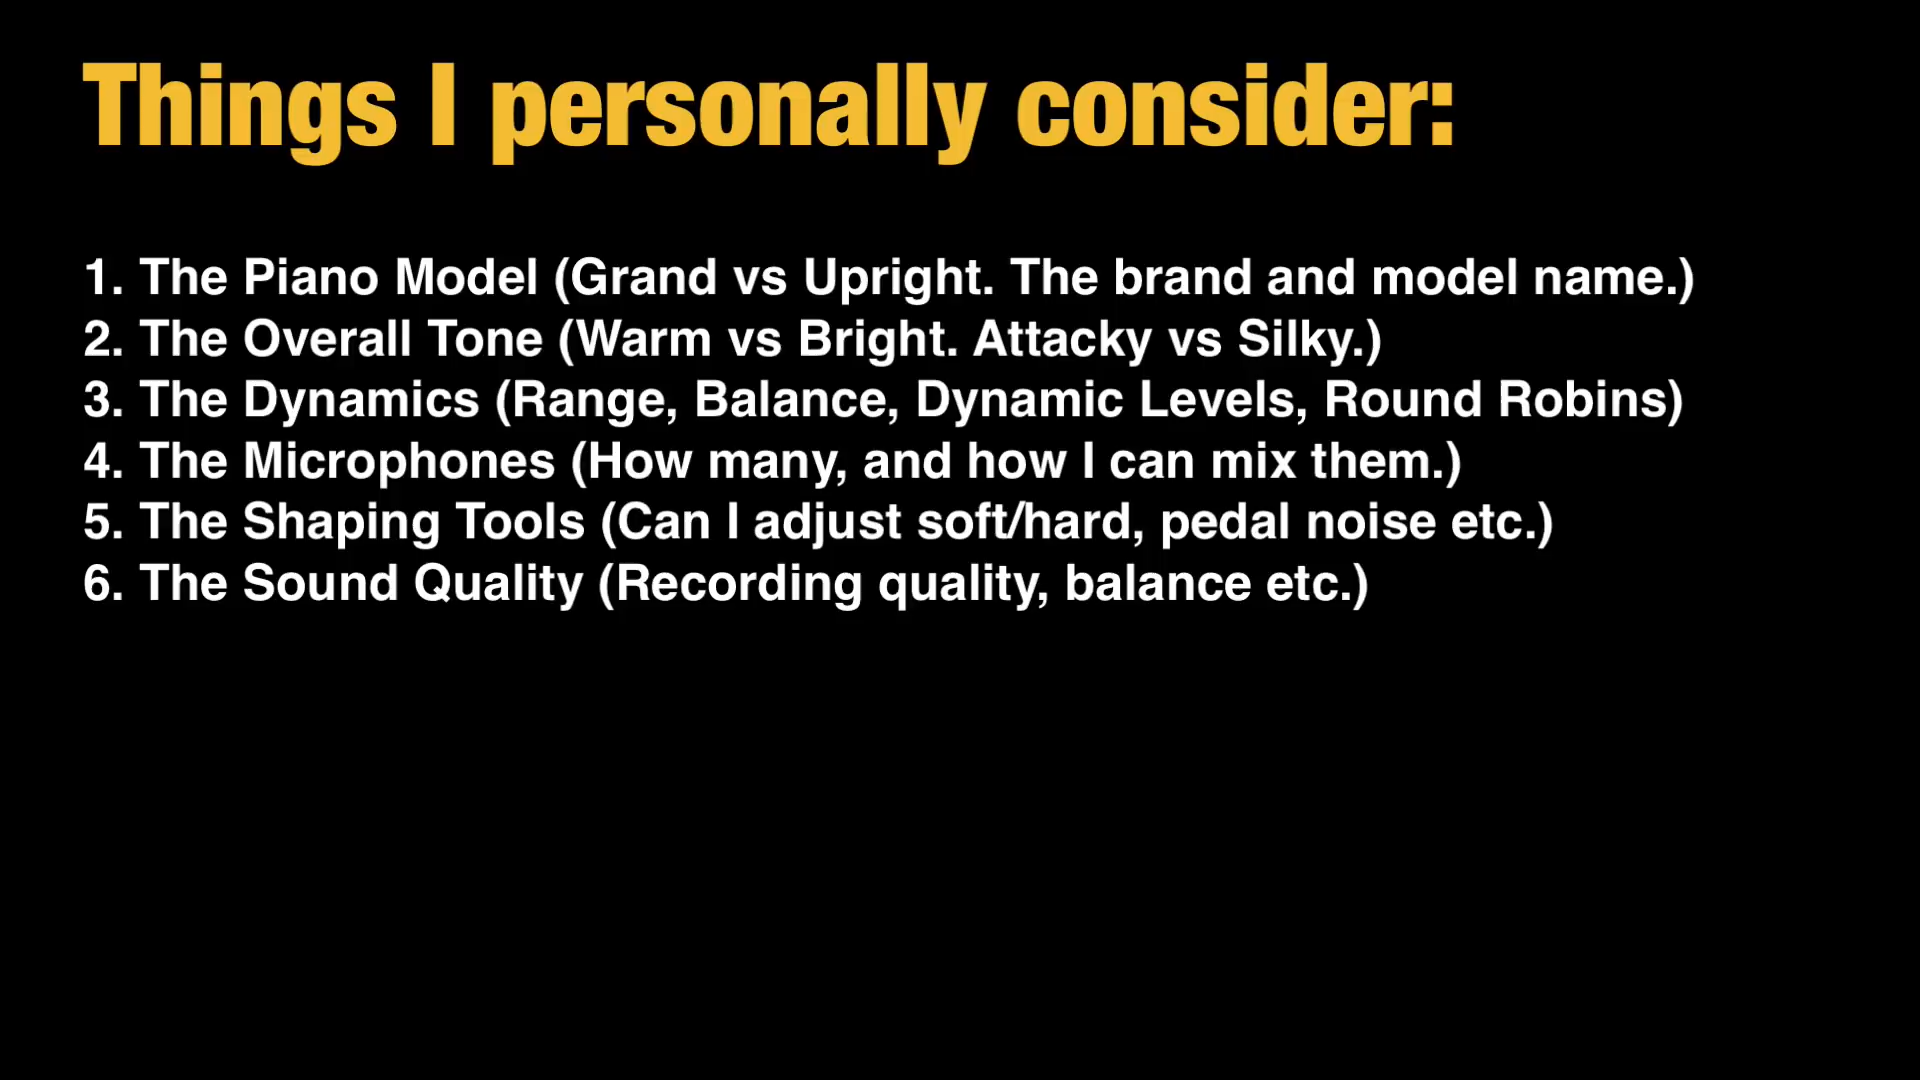 Things I personally consider:
1. The Piano Model (Grand vs Upright. The brand and model name.)
2. The Overall Tone (Warm vs Bright. Attacky vs Silky.)
3. The Dynamics (Range, Balance, Dynamic Levels, Round Robins)
4. The Microphones (How many, and how I can mix them.)
5. The Shaping Tools (Can I adjust soft/hard, pedal noise etc.)
6. The Sound Quality (Recording quality, balance etc.)